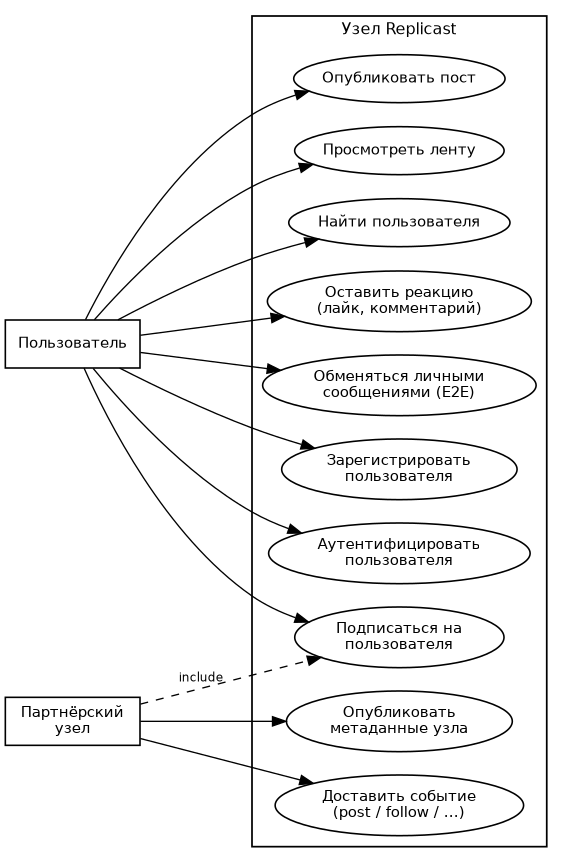 Узел Replicast
Опубликовать пост
Просмотреть ленту
Найти пользователя
Оставить реакцию
(лайк, комментарий)
Пользователь
Обменяться личными
сообщениями (E2E)
Зарегистрировать
пользователя
Аутентифицировать
пользователя
Подписаться на
пользователя
include
Партнёрский
узел
Опубликовать
метаданные узла
Доставить событие
(post / follow / ...)